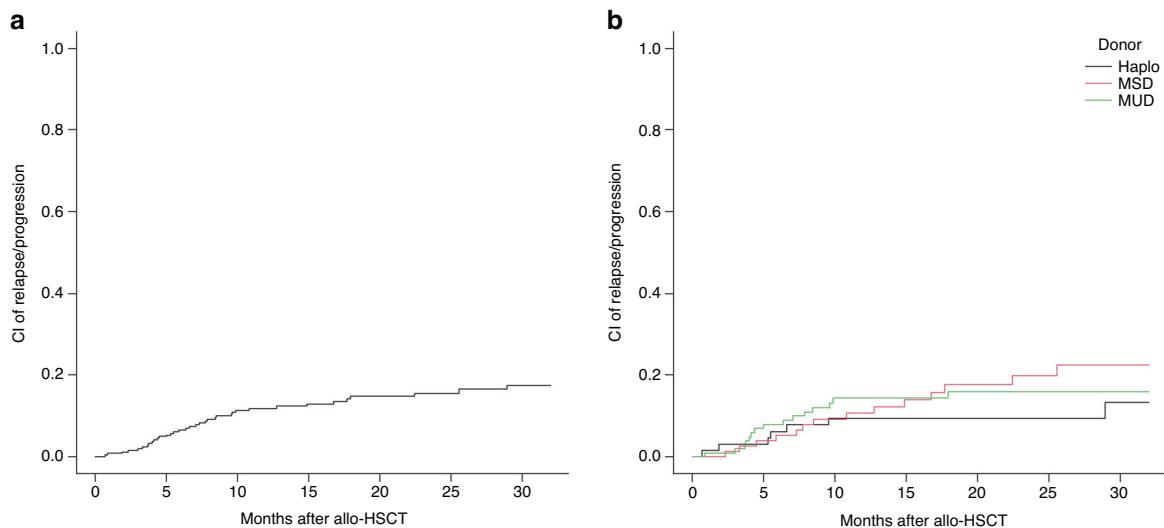 a
CI of relapse/progression
1.0
0.8
0.6
0.4
0.2
0.0
0 5 10 15 20 25 30
Months after allo-HSCT
b
CI of relapse/progression
1.0
0.8
0.6
0.4
0.2
0.0
0 5 10 15 20 25 30
Months after allo-HSCT
Donor
Haplo
MSD
MUD